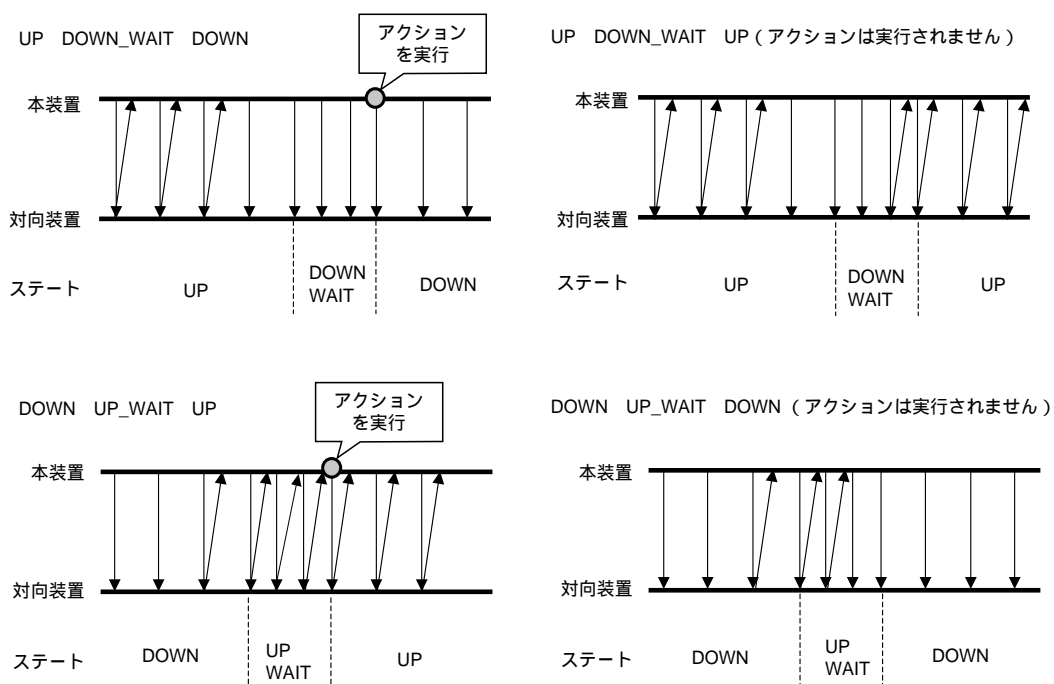 UP DOWN_WAIT DOWN
アクション
を実行
本装置
対向装置
ステート
UP
DOWN
WAIT
DOWN
UP DOWN_WAIT UP(アクションは実行されません)
本装置
対向装置
ステート
UP
DOWN
WAIT
UP
DOWN UP_WAIT UP
アクション
を実行
本装置
対向装置
ステート
DOWN
UP
WAIT
UP
DOWN UP_WAIT DOWN(アクションは実行されません)
本装置
対向装置
ステート
DOWN
UP
WAIT
DOWN